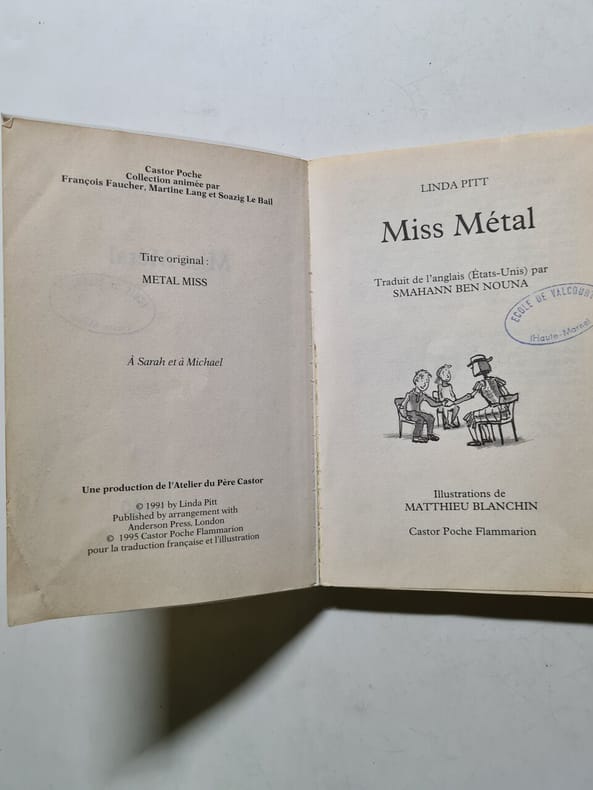 Castor Poche
Collection animée par
François Faucher, Martine Lang et Soazig Le Bail
Titre original :
METAL MISS
À Sarah et à Michael
Une production de l'Atelier du Père Castor
© 1991 by Linda Pitt
Published by arrangement with
Anderson Press. London
© 1995 Castor Poche Flammarion
pour la traduction française et l'illustration
LINDA PITT
Miss Métal
Traduit de l'anglais (États-Unis) par
SMAHANN BEN NOUNA
ECOLE DE VALCOURT
(Haute-Marne)
Illustrations de
MATTHIEU BLANCHIN
Castor Poche Flammarion